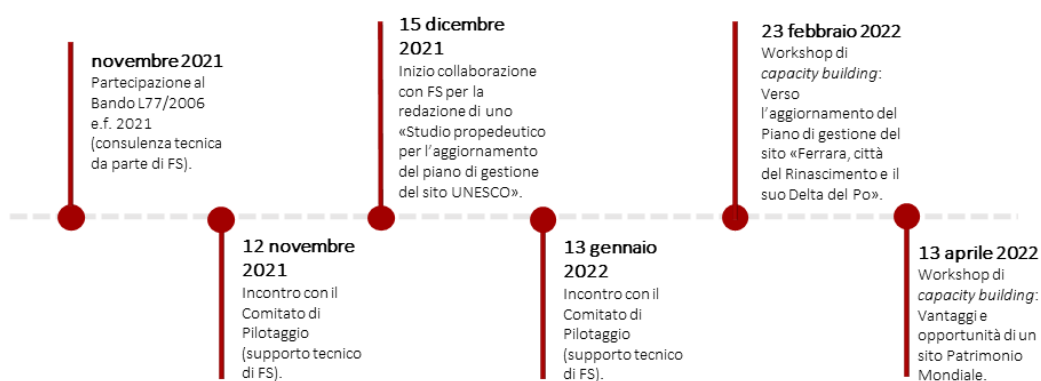 novembre 2021
Partecipazione al
Bando L77/2006
e.f. 2021
(consulenza tecnica
da parte di FS).
12 novembre
2021
Incontro con il
Comitato di
Pilotaggio
(supporto tecnico
di FS).
15 dicembre
2021
Inizio collaborazione
con FS per la
redazione di uno
«Studio propedeutico
per l’aggiornamento
del piano di gestione
del sito UNESCO».
13 gennaio
2022
Incontro con il
Comitato di
Pilotaggio
(supporto tecnico
di FS).
23 febbraio 2022
Workshop di
capacity building:
Verso
l’aggiornamento del
Piano di gestione del
sito «Ferrara, città
del Rinascimento e il
suo Delta del Po».
13 aprile 2022
Workshop di
capacity building:
Vantaggi e
opportunità di un
sito Patrimonio
Mondiale.